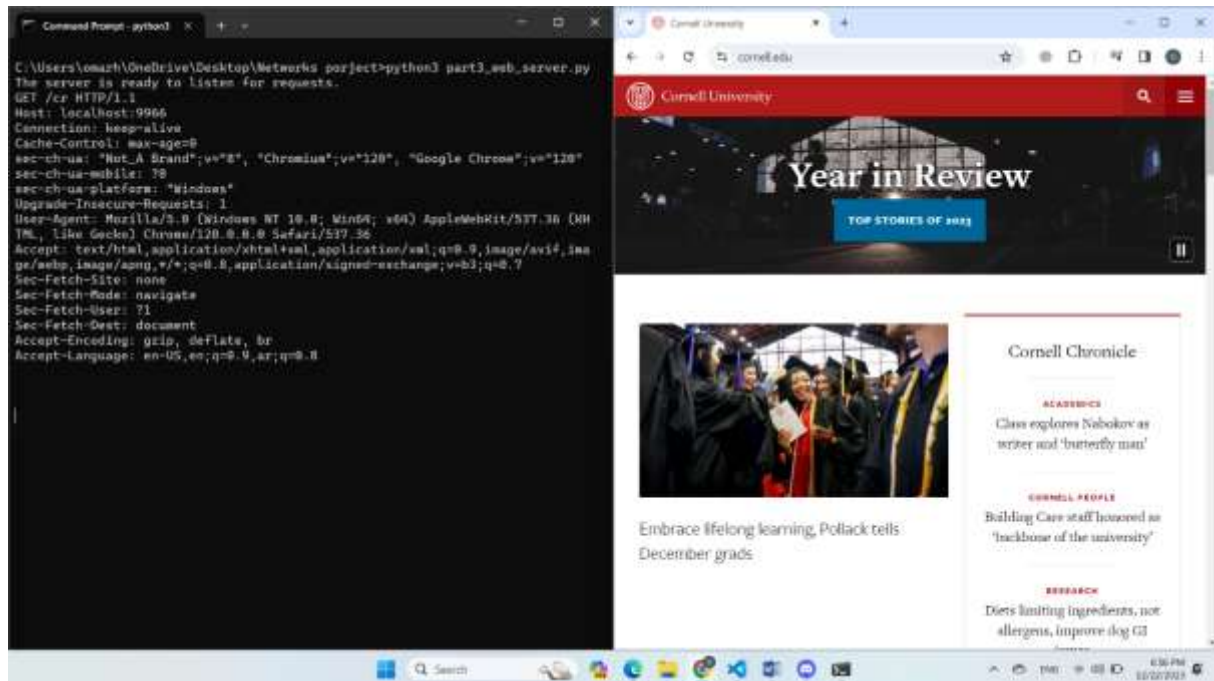 Command Prompt - python3
C:\Users\omarh\OneDrive\Desktop\Networks porject>python3 part3_web_server.py
The server is ready to listen for requests.
GET /cr HTTP/1.1
Host: localhost:9966
Connection: keep-alive
Cache-Control: max-age=0
sec-ch-ua: "Not_A Brand";v="8", "Chromium";v="120", "Google Chrome";v="120"
sec-ch-ua-mobile: ?0
sec-ch-ua-platform: "Windows"
Upgrade-Insecure-Requests: 1
User-Agent: Mozilla/5.0 (Windows NT 10.0; Win64; x64) AppleWebKit/537.36 (KH
TML, like Gecko) Chrome/120.0.0.0 Safari/537.36
Accept: text/html,application/xhtml+xml,application/xml;q=0.9,image/avif,ima
ge/webp,image/apng,*/*;q=0.8,application/signed-exchange;v=b3;q=0.7
Sec-Fetch-Site: none
Sec-Fetch-Mode: navigate
Sec-Fetch-User: ?1
Sec-Fetch-Dest: document
Accept-Encoding: gzip, deflate, br
Accept-Language: en-US,en;q=0.9,ar;q=0.8
Cornell University
cornell.edu
Cornell University
Year in Review
TOP STORIES OF 2023
Embrace lifelong learning, Pollack tells
December grads
Cornell Chronicle
ACADEMICS
Class explores Nabokov as
writer and 'butterfly man'
CORNELL PEOPLE
Building Care staff honored as
'backbone of the university'
RESEARCH
Diets limiting ingredients, not
allergens, improve dog GI
Search
ENG
6:36 PM
12/22/2023